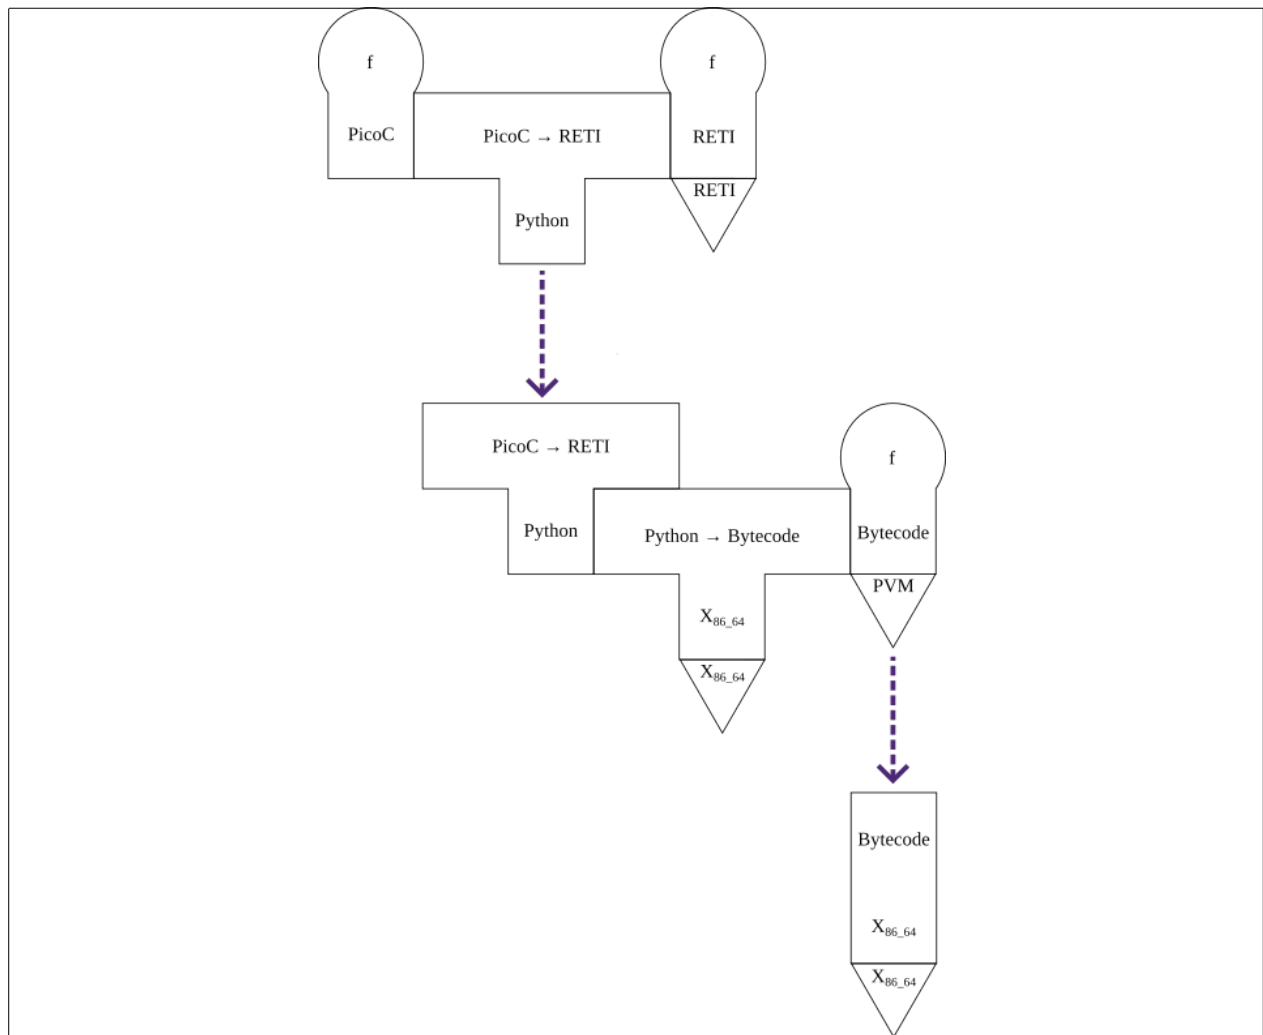 f
f
PicoC
PicoC → RETI
RETI
RETI
Python
PicoC → RETI
f
Python
Python → Bytecode
Bytecode
PVM
X86_64
X86_64
Bytecode
X86_64
X86_64